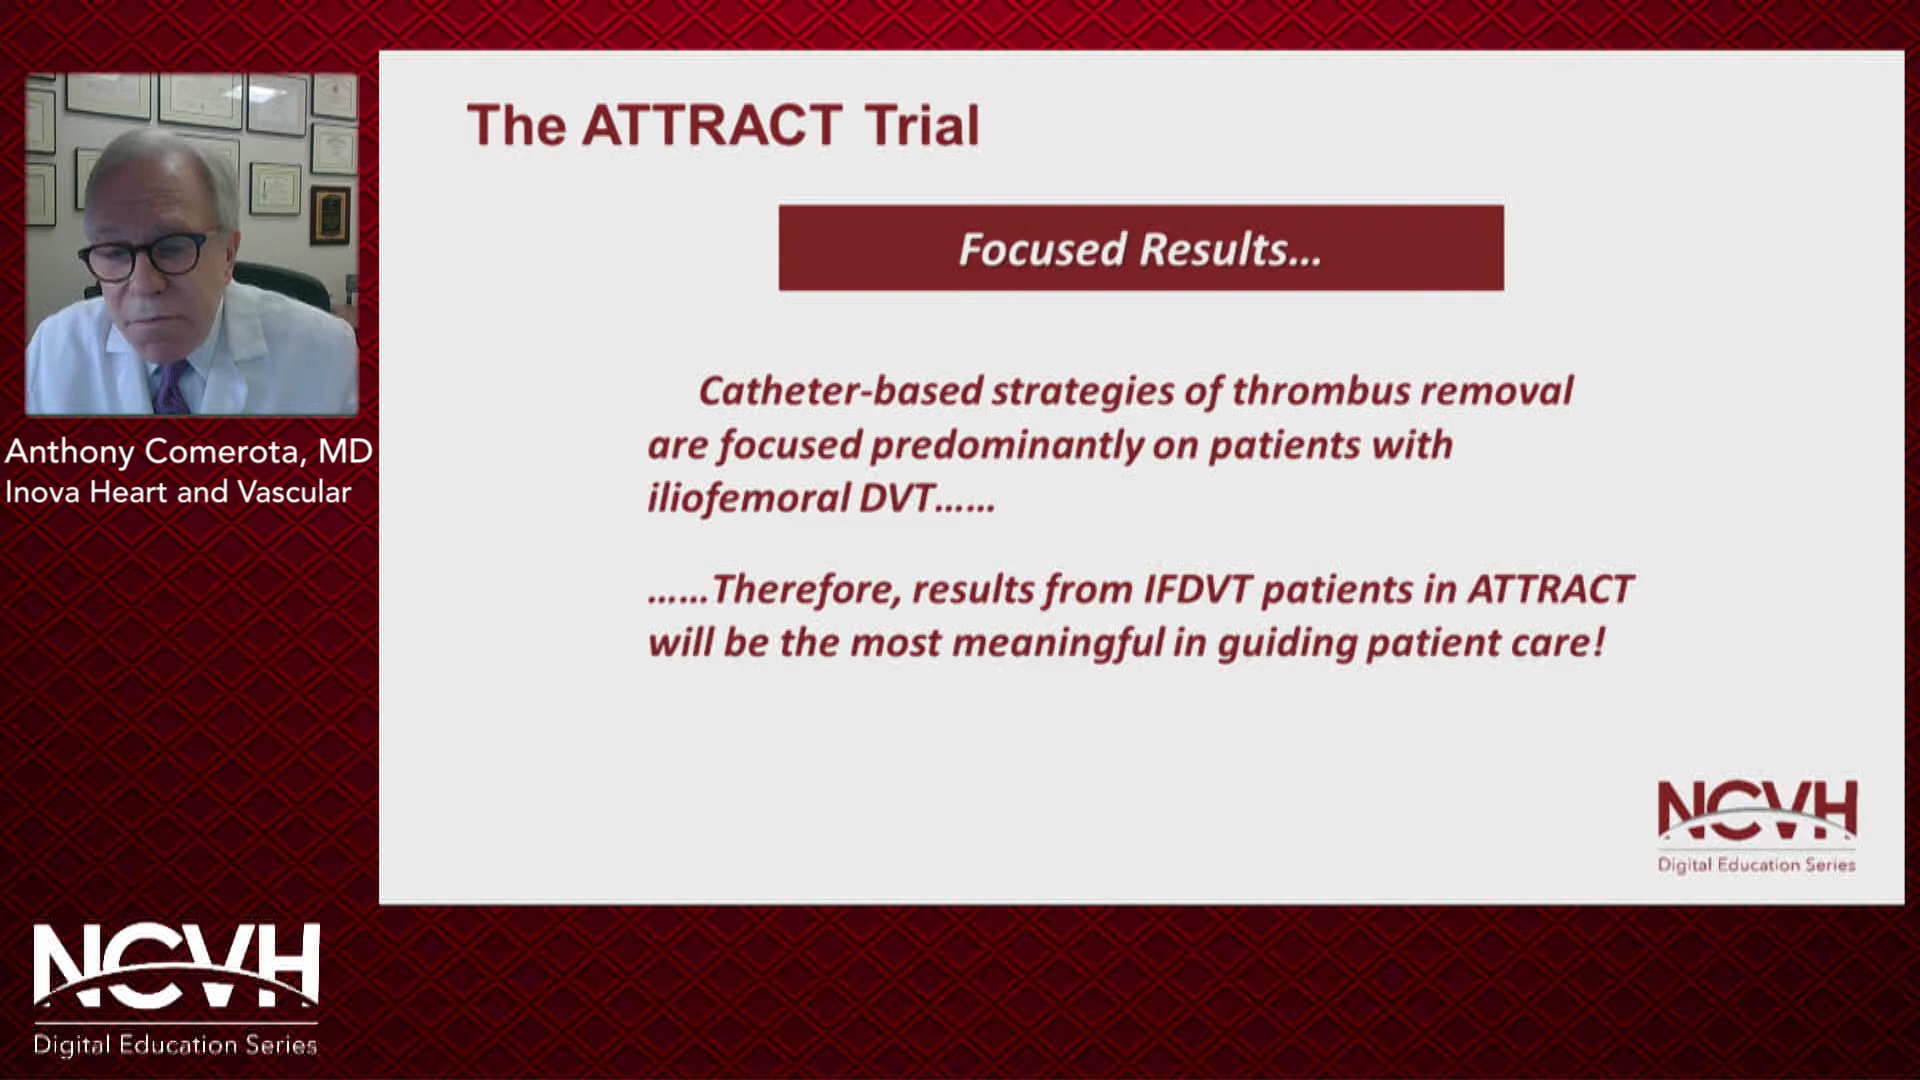 The ATTRACT Trial
Focused Results...
Catheter-based strategies of thrombus removal
are focused predominantly on patients with
iliofemoral DVT......
......Therefore, results from IFDVT patients in ATTRACT
will be the most meaningful in guiding patient care!
NCVH
Digital Education Series
Anthony Comerota, MD
Inova Heart and Vascular
NCVH
Digital Education Series